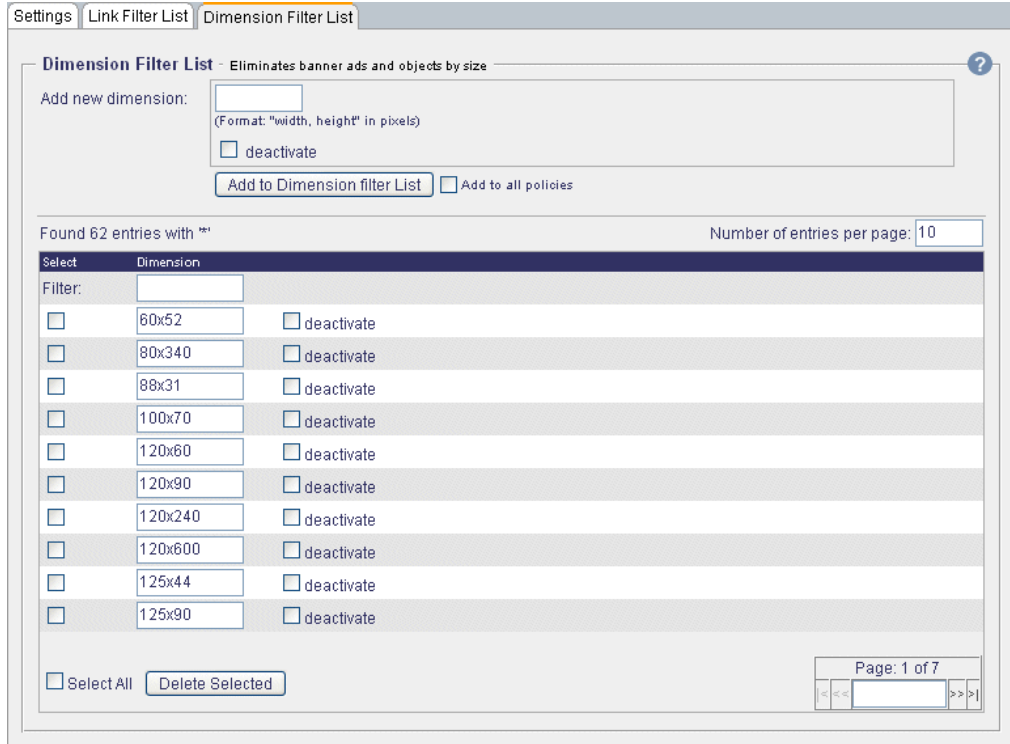 Settings Link Filter List Dimension Filter List
Dimension Filter List - Eliminates banner ads and objects by size ?
Add new dimension:
(Format: "width, height" in pixels)
deactivate
Add to Dimension filter List Add to all policies
Found 62 entries with '*' Number of entries per page: 10
Select Dimension
Filter:
60x52 deactivate
80x340 deactivate
88x31 deactivate
100x70 deactivate
120x60 deactivate
120x90 deactivate
120x240 deactivate
120x600 deactivate
125x44 deactivate
125x90 deactivate
Select All Delete Selected
Page: 1 of 7
|< << >> >|